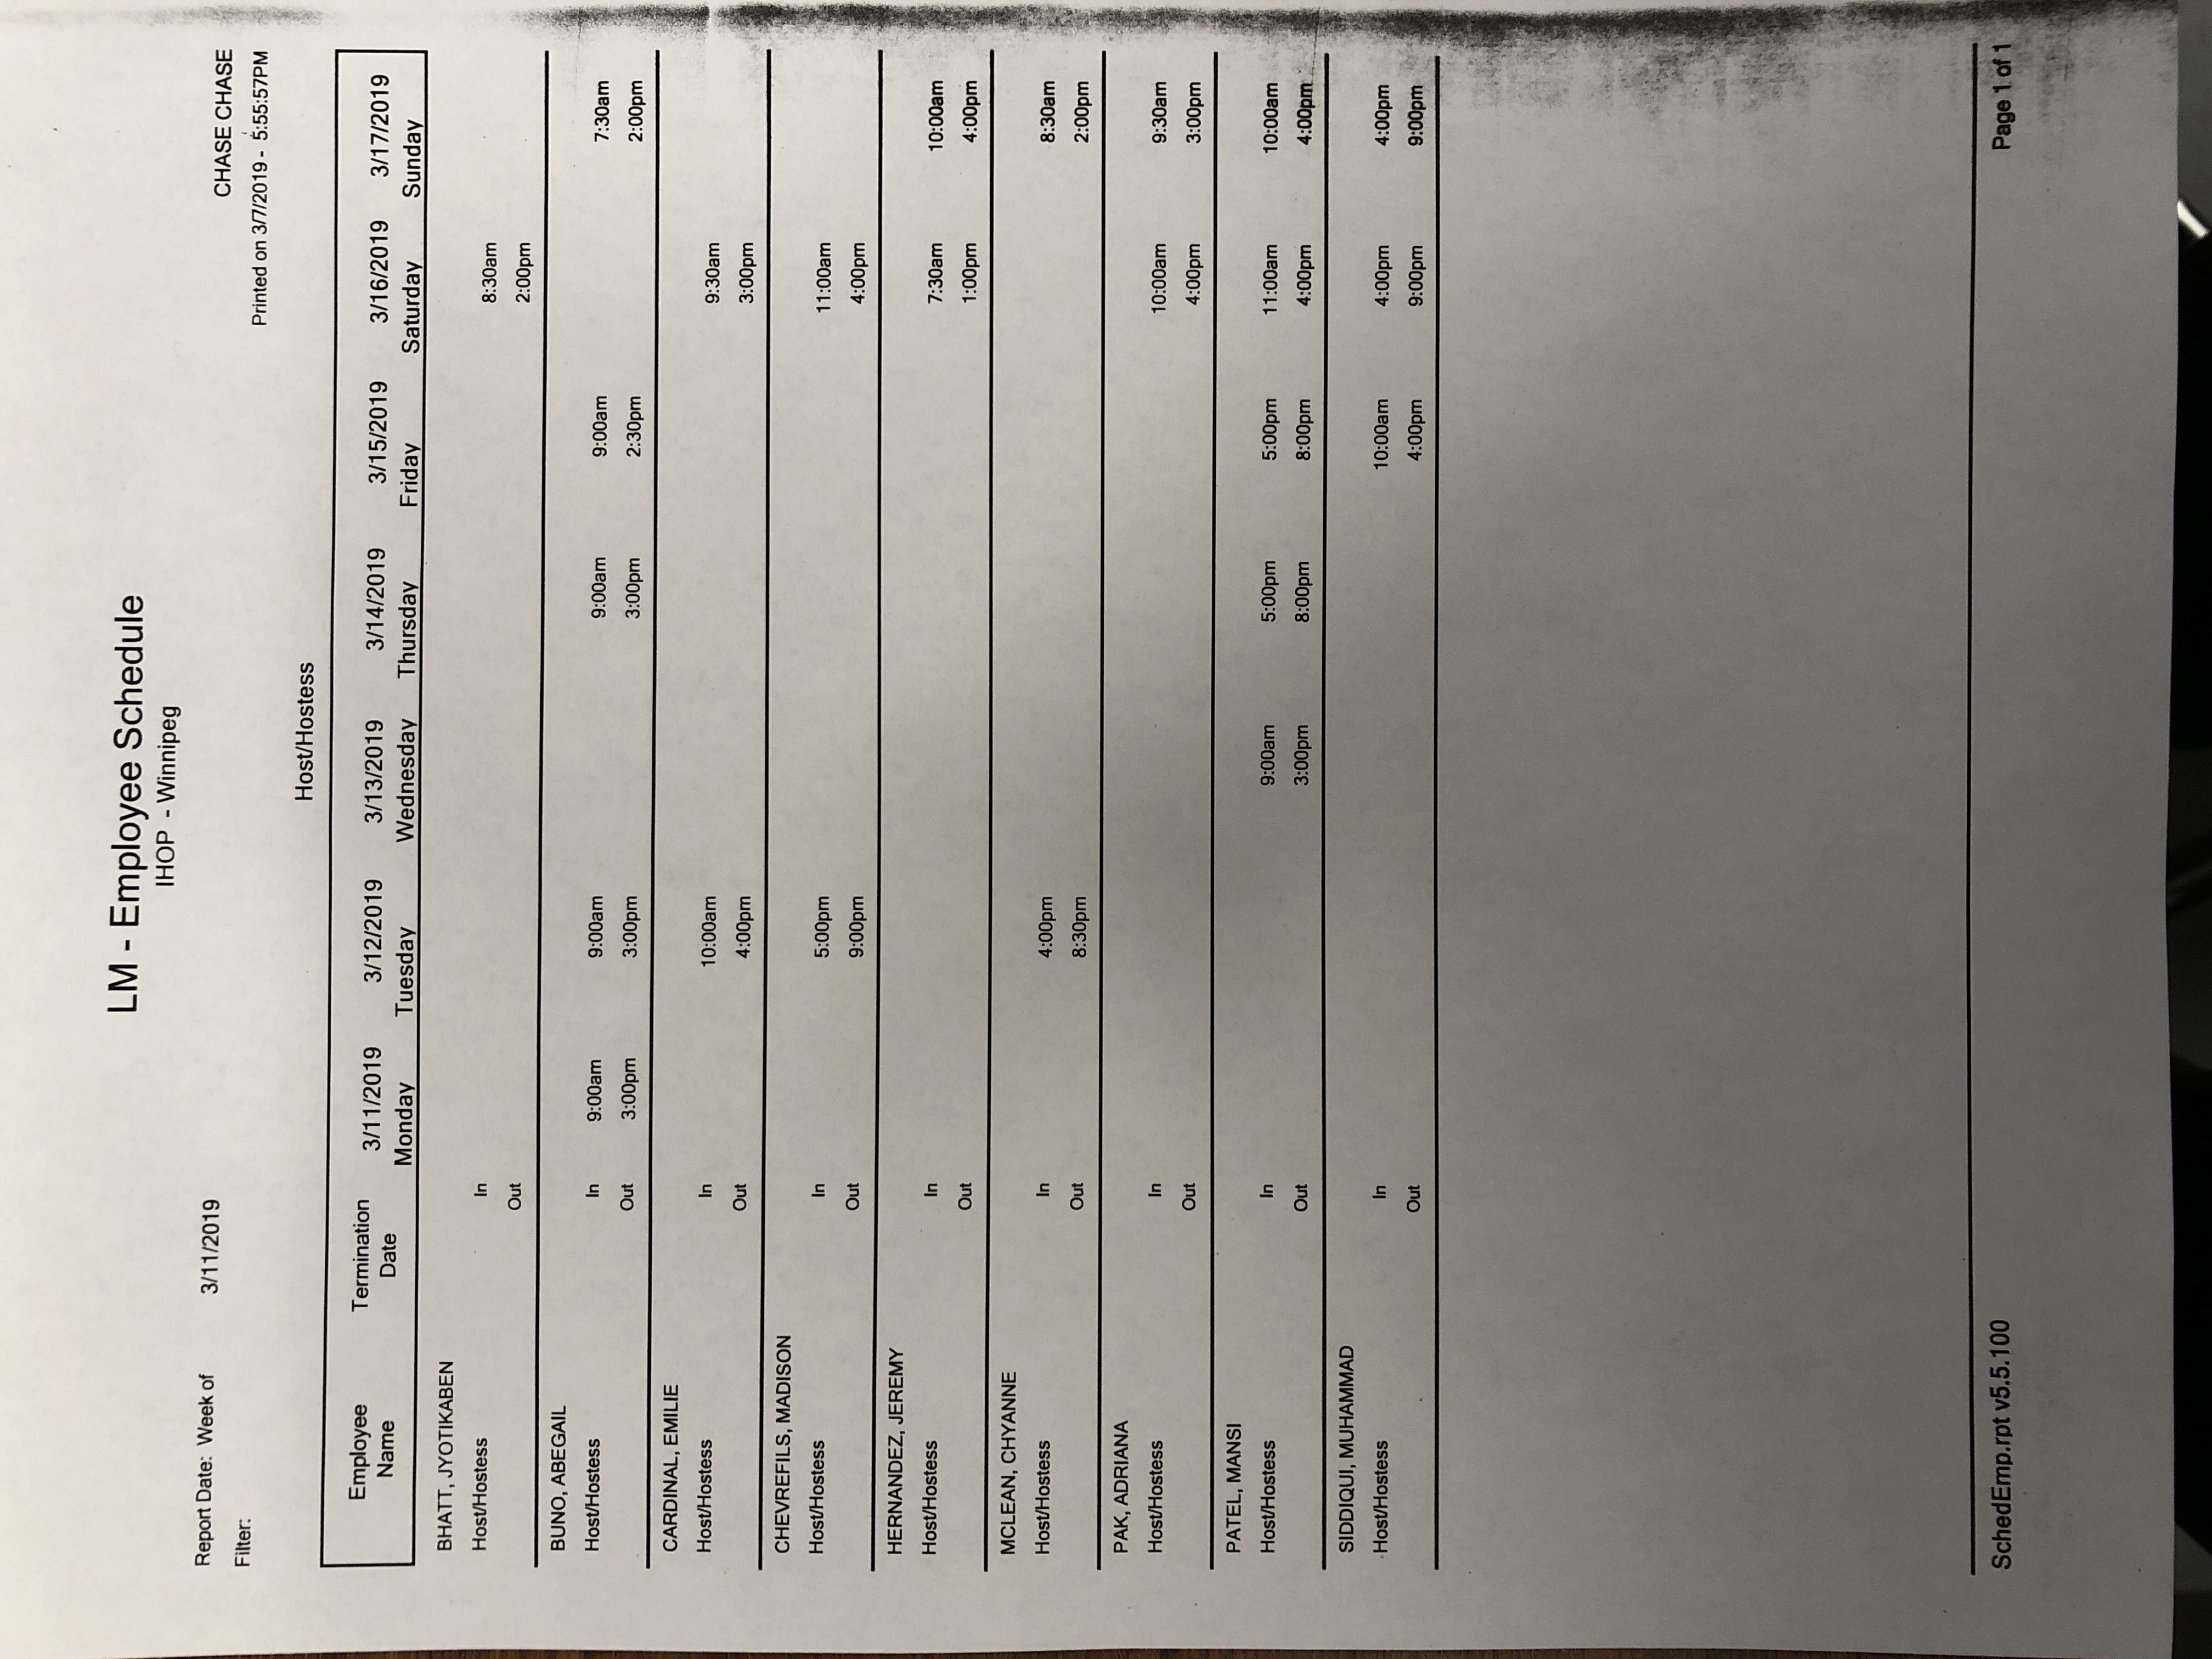 LM - Employee Schedule
IHOP - Winnipeg
Report Date: Week of 3/11/2019
Filter:
CHASE CHASE
Printed on 3/7/2019 - 5:55:57PM
Host/Hostess
Employee Name Termination Date 3/11/2019 3/12/2019 3/13/2019 3/14/2019 3/15/2019 3/16/2019 3/17/2019
Monday Tuesday Wednesday Thursday Friday Saturday Sunday
BHATT, JYOTIKABEN
Host/Hostess In 8:30am
Out 2:00pm
BUNO, ABEGAIL
Host/Hostess In 9:00am 9:00am 9:00am 9:00am 7:30am
Out 3:00pm 3:00pm 3:00pm 2:30pm 2:00pm
CARDINAL, EMILIE
Host/Hostess In 10:00am 9:30am
Out 4:00pm 3:00pm
CHEVREFILS, MADISON
Host/Hostess In 5:00pm 11:00am
Out 9:00pm 4:00pm
HERNANDEZ, JEREMY
Host/Hostess In 7:30am 10:00am
Out 1:00pm 4:00pm
MCLEAN, CHYANNE
Host/Hostess In 4:00pm 8:30am
Out 8:30pm 2:00pm
PAK, ADRIANA
Host/Hostess In 10:00am 9:30am
Out 4:00pm 3:00pm
PATEL, MANSI
Host/Hostess In 9:00am 5:00pm 5:00pm 11:00am 10:00am
Out 3:00pm 8:00pm 8:00pm 4:00pm 4:00pm
SIDDIQUI, MUHAMMAD
Host/Hostess In 10:00am 4:00pm 4:00pm
Out 4:00pm 9:00pm 9:00pm
SchedEmp.rpt v5.5.100 Page 1 of 1